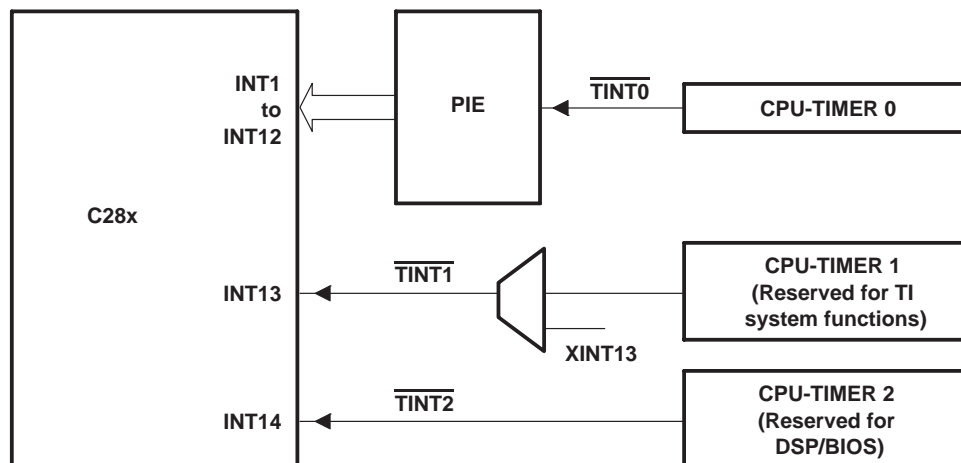 INT1
to
INT12
PIE
TINT0
CPU-TIMER 0
C28x
INT13
TINT1
XINT13
CPU-TIMER 1
(Reserved for TI
system functions)
INT14
TINT2
CPU-TIMER 2
(Reserved for
DSP/BIOS)